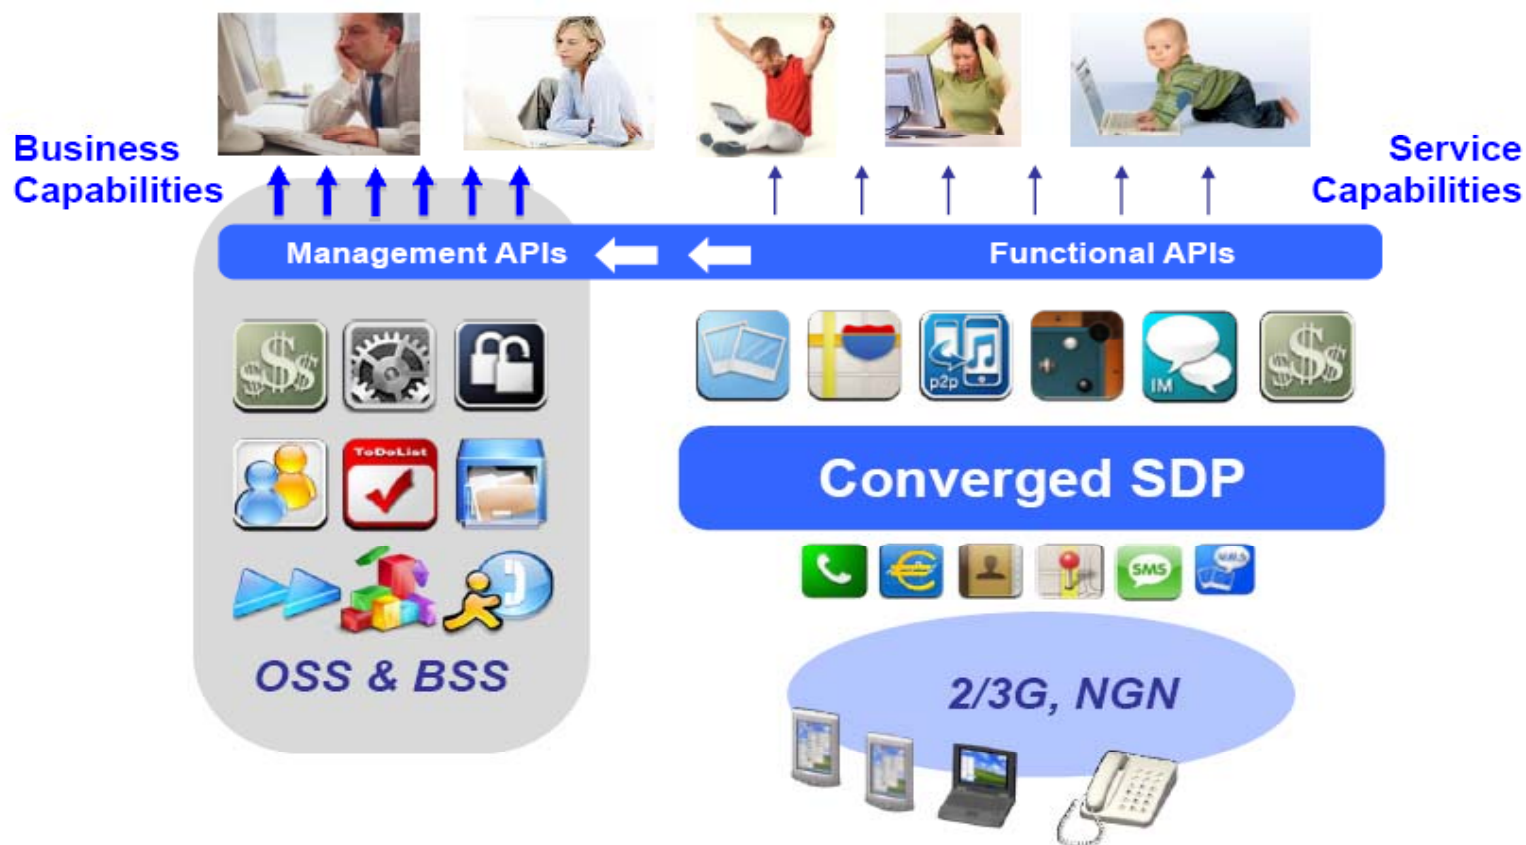 Business
Capabilities
Service
Capabilities
Management APIs
Functional APIs
p2p
IM
ToDoList
Converged SDP
SMS
MMS
OSS & BSS
2/3G, NGN